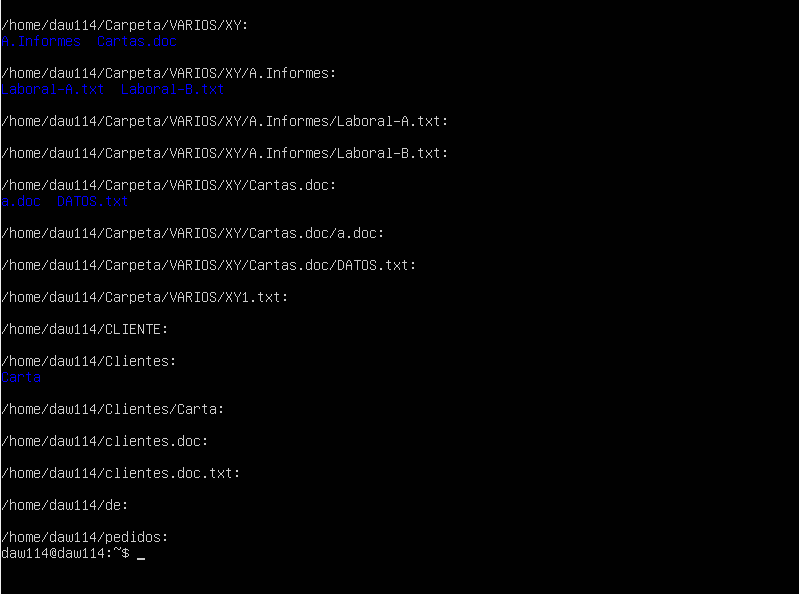 /home/daw114/Carpeta/VARIOS/XY:
A.Informes  Cartas.doc
/home/daw114/Carpeta/VARIOS/XY/A.Informes:
Laboral-A.txt  Laboral-B.txt
/home/daw114/Carpeta/VARIOS/XY/A.Informes/Laboral-A.txt:
/home/daw114/Carpeta/VARIOS/XY/A.Informes/Laboral-B.txt:
/home/daw114/Carpeta/VARIOS/XY/Cartas.doc:
a.doc  DATOS.txt
/home/daw114/Carpeta/VARIOS/XY/Cartas.doc/a.doc:
/home/daw114/Carpeta/VARIOS/XY/Cartas.doc/DATOS.txt:
/home/daw114/Carpeta/VARIOS/XY1.txt:
/home/daw114/CLIENTE:
/home/daw114/Clientes:
Carta
/home/daw114/Clientes/Carta:
/home/daw114/clientes.doc:
/home/daw114/clientes.doc.txt:
/home/daw114/de:
/home/daw114/pedidos:
daw114@daw114:~$ _